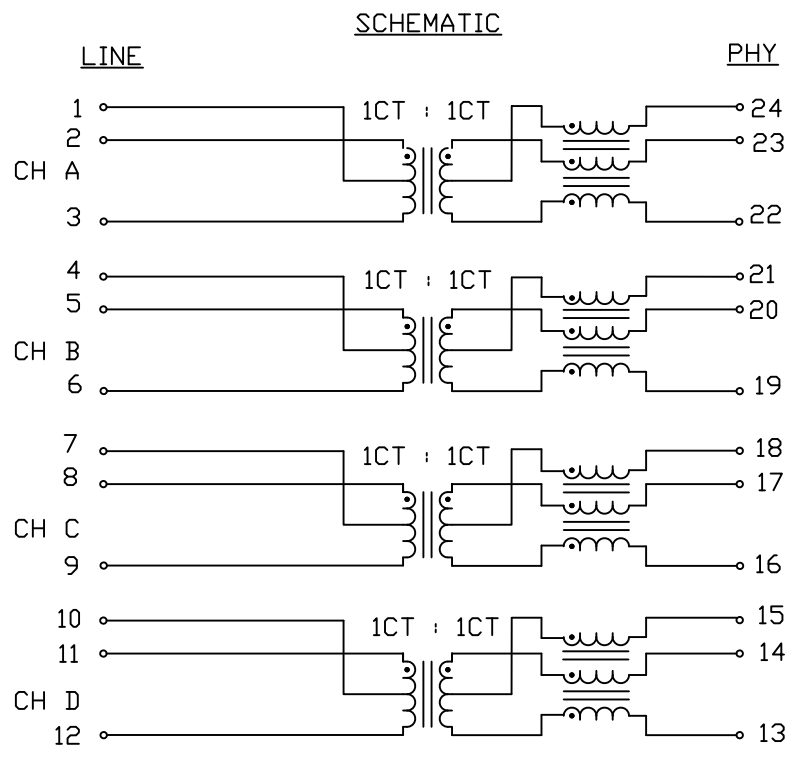 SCHEMATIC
LINE PHY
1 1CT : 1CT 24
2 23
CH A
3 22
4 1CT : 1CT 21
5 20
CH B
6 19
7 1CT : 1CT 18
8 17
CH C
9 16
10 1CT : 1CT 15
11 14
CH D
12 13